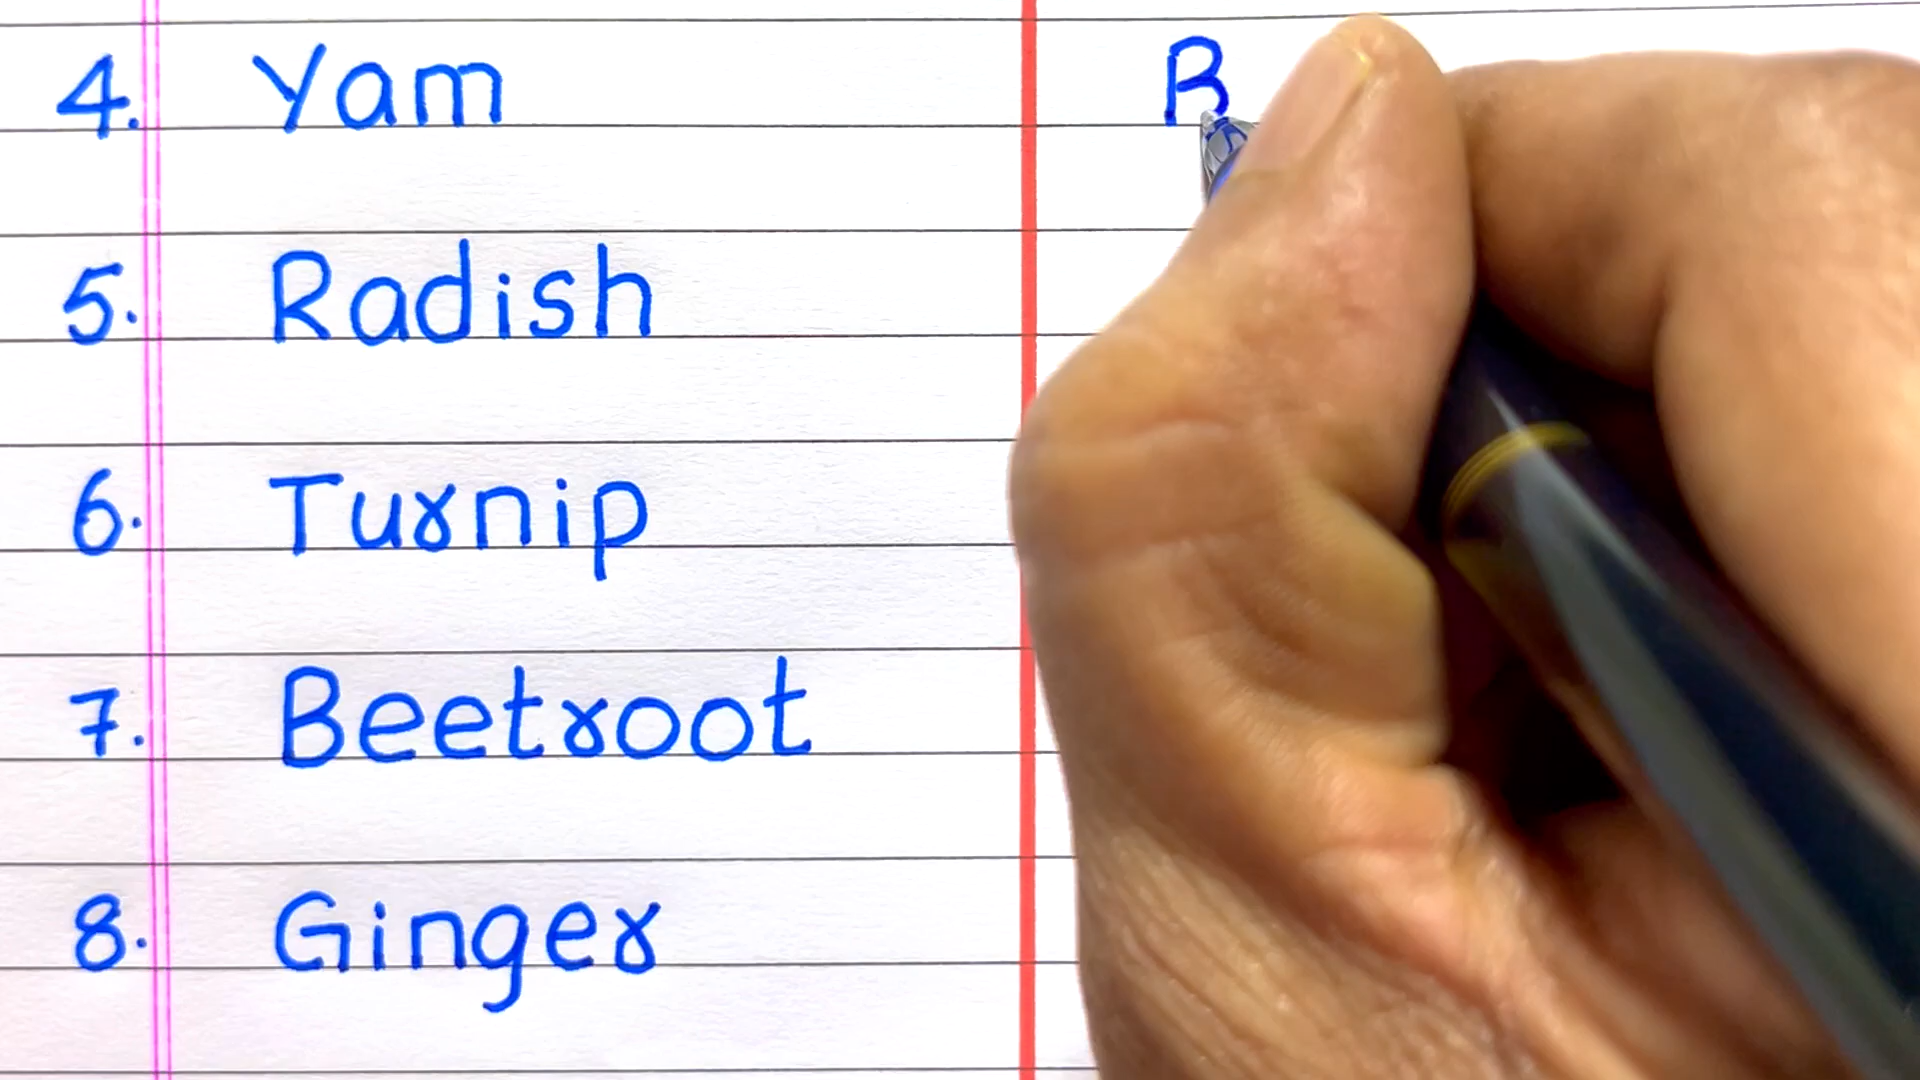 4. Yam B
5. Radish
6. Turnip
7. Beetroot
8. Ginger